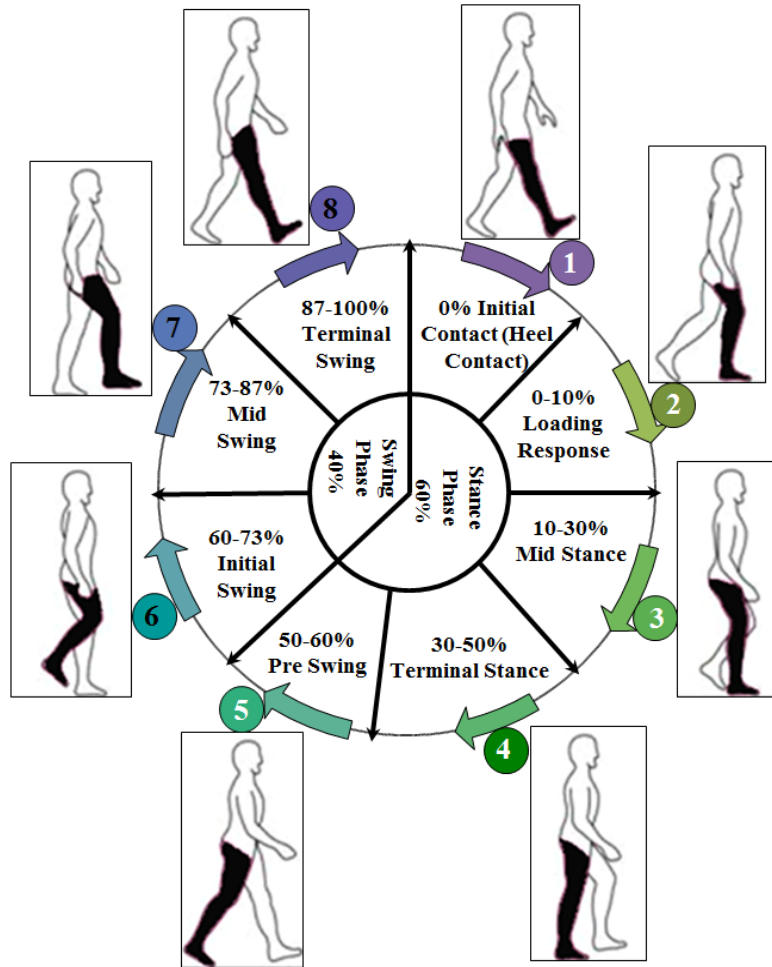 8
1
87-100%
Terminal
Swing
0% Initial
Contact (Heel
Contact)
7
2
73-87%
Mid
Swing
0-10%
Loading
Response
Swing
Phase
40%
Stance
Phase
60%
60-73%
Initial
Swing
10-30%
Mid Stance
6
3
50-60%
Pre Swing
30-50%
Terminal Stance
5
4